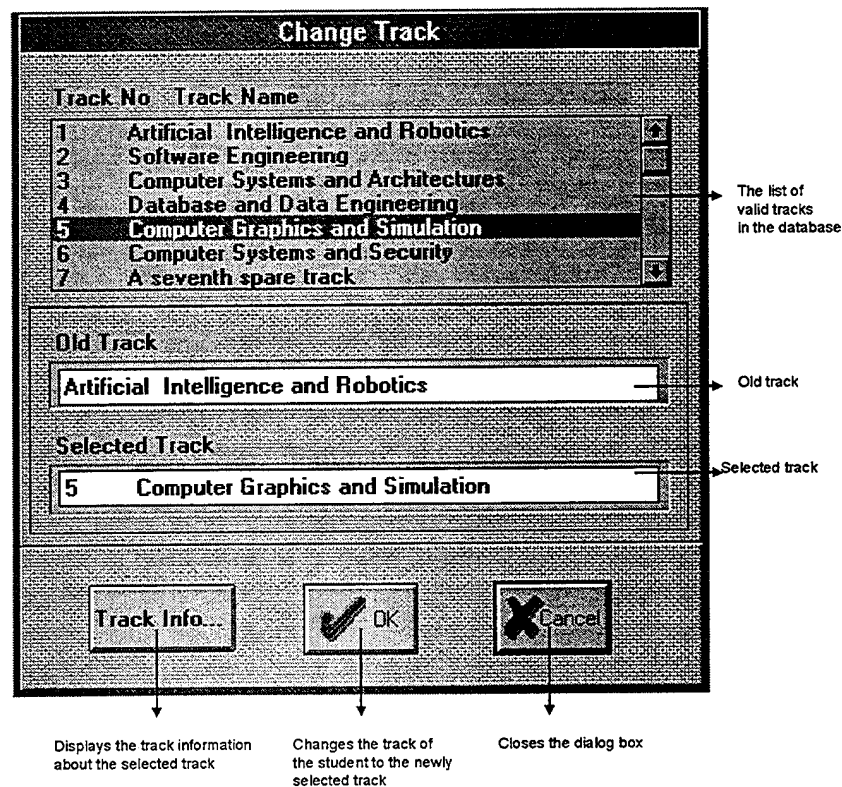 Change Track
Track No Track Name
1 Artificial Intelligence and Robotics
2 Software Engineering
3 Computer Systems and Architectures
4 Database and Data Engineering
5 Computer Graphics and Simulation
6 Computer Systems and Security
7 A seventh spare track
The list of
valid tracks
in the database
Old Track
Artificial Intelligence and Robotics
Old track
Selected Track
5 Computer Graphics and Simulation
Selected track
Track Info...
OK
Cancel
Displays the track information
about the selected track
Changes the track of
the student to the newly
selected track
Closes the dialog box